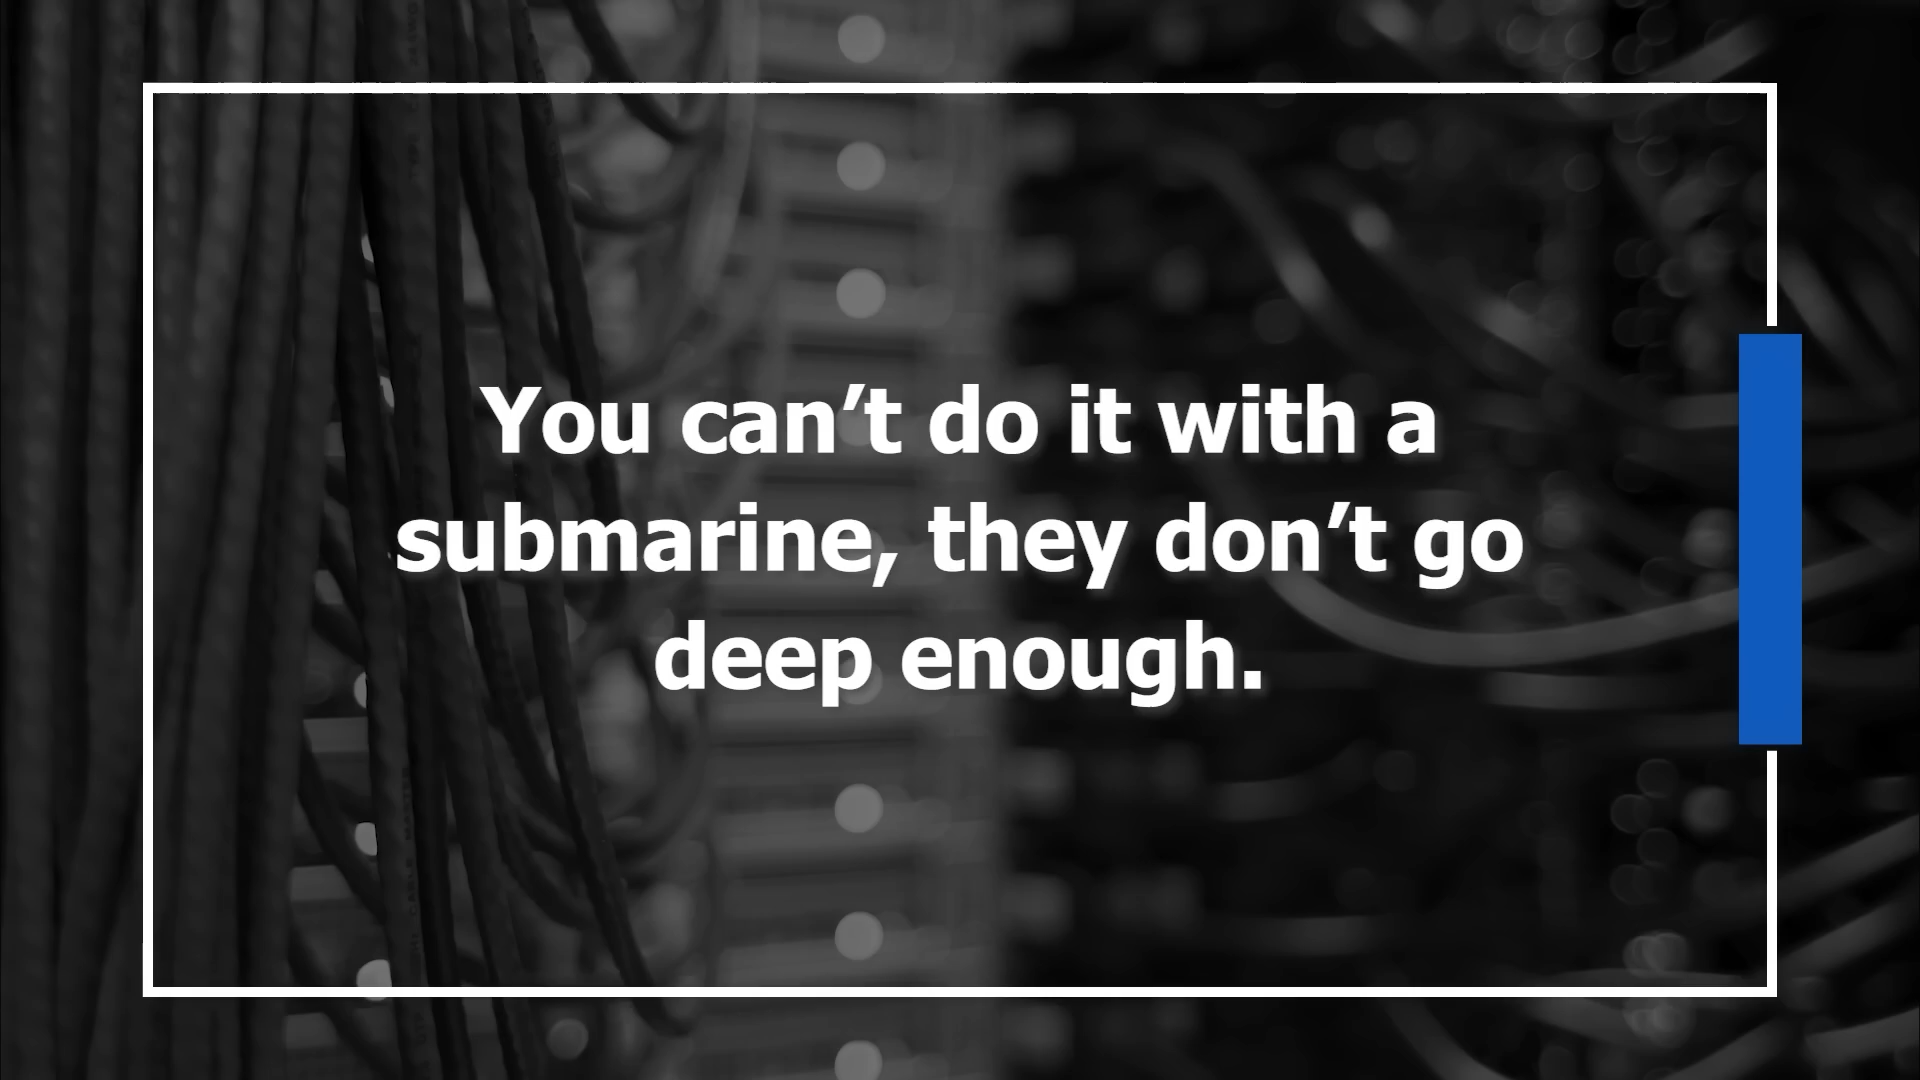 You can’t do it with a
submarine, they don’t go
deep enough.